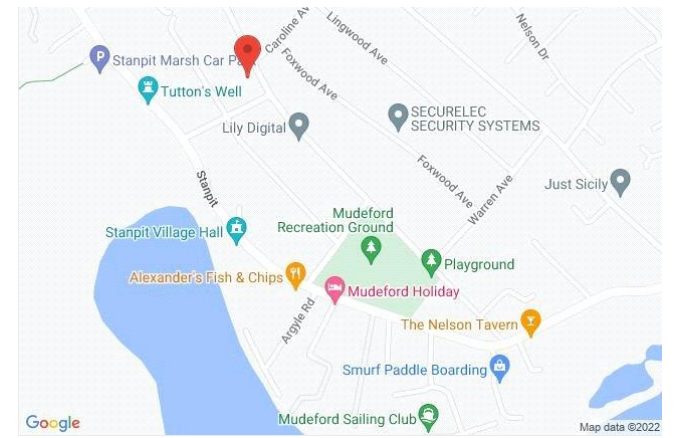 Caroline Av
Lingwood Ave
Nelson Dr
P
Stanpit Marsh Car Pa
Foxwood Ave
Tutton's Well
SECURELEC
SECURITY SYSTEMS
Lily Digital
Foxwood Ave
Stanpit
Warren Ave
Just Sicily
Mudeford
Recreation Ground
Stanpit Village Hall
Playground
Alexander's Fish & Chips
Mudeford Holiday
Argyle Rd
The Nelson Tavern
Smurf Paddle Boarding
Mudeford Sailing Club
Google
Map data ©2022